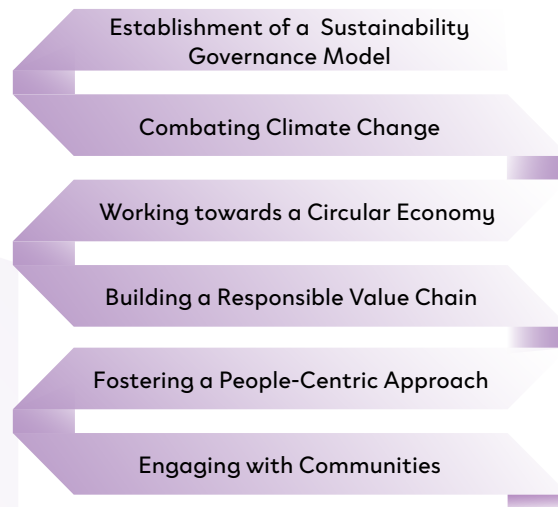 Establishment of a Sustainability
Governance Model
Combating Climate Change
Working towards a Circular Economy
Building a Responsible Value Chain
Fostering a People-Centric Approach
Engaging with Communities